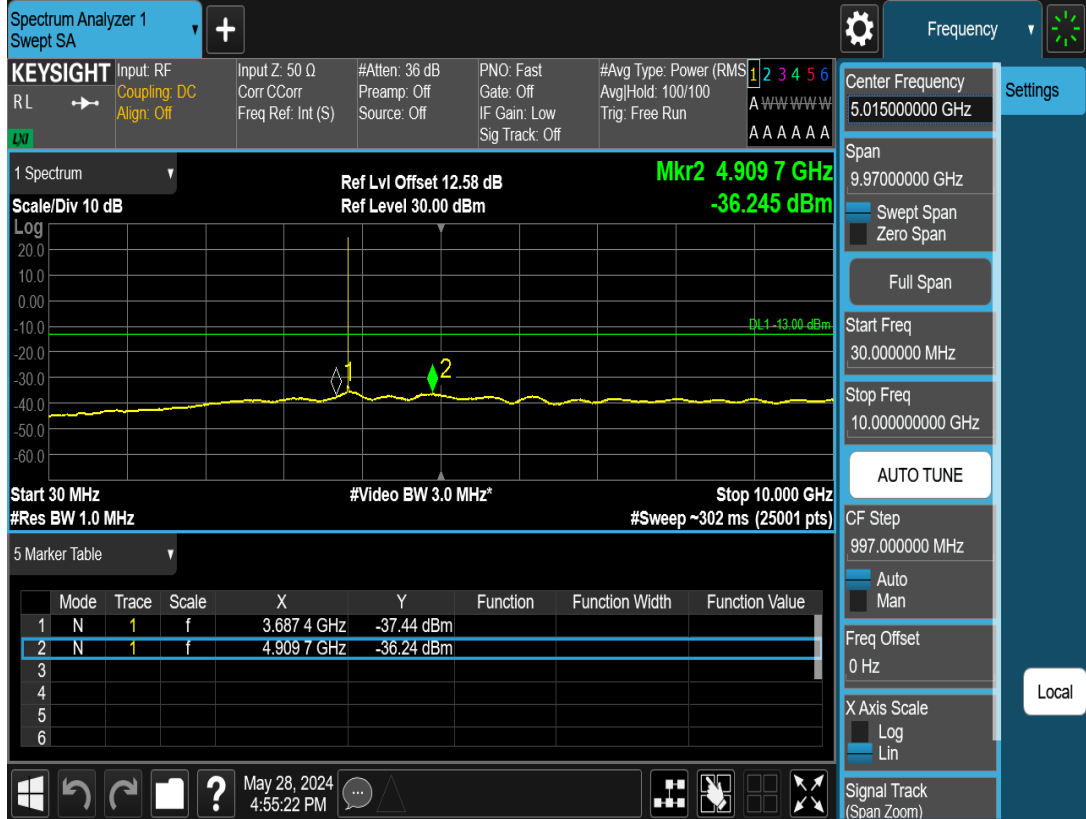 Spectrum Analyzer 1
Swept SA
+
Frequency
KEYSIGHT
RL
LXI
Input: RF
Coupling: DC
Align: Off
Input Z: 50 Ω
Corr CCorr
Freq Ref: Int (S)
#Atten: 36 dB
Preamp: Off
Source: Off
PNO: Fast
Gate: Off
IF Gain: Low
Sig Track: Off
#Avg Type: Power (RMS
Avg|Hold: 100/100
Trig: Free Run
1 2 3 4 5 6
A W W W W W
A A A A A A
Center Frequency
5.015000000 GHz
Settings
Span
9.97000000 GHz
Swept Span
Zero Span
Full Span
Start Freq
30.000000 MHz
Stop Freq
10.000000000 GHz
AUTO TUNE
CF Step
997.000000 MHz
Auto
Man
Freq Offset
0 Hz
X Axis Scale
Log
Lin
Signal Track
(Span Zoom)
Local
1 Spectrum
Scale/Div 10 dB
Ref Lvl Offset 12.58 dB
Ref Level 30.00 dBm
Mkr2 4.909 7 GHz
-36.245 dBm
Log
20.0
10.0
0.00
-10.0
-20.0
-30.0
-40.0
-50.0
-60.0
DL1 -13.00 dBm
1
2
Start 30 MHz
#Video BW 3.0 MHz*
Stop 10.000 GHz
#Res BW 1.0 MHz
#Sweep ~302 ms (25001 pts)
5 Marker Table
Mode Trace Scale X Y Function Function Width Function Value
1 N 1 f 3.687 4 GHz -37.44 dBm
2 N 1 f 4.909 7 GHz -36.24 dBm
3
4
5
6
?
May 28, 2024
4:55:22 PM